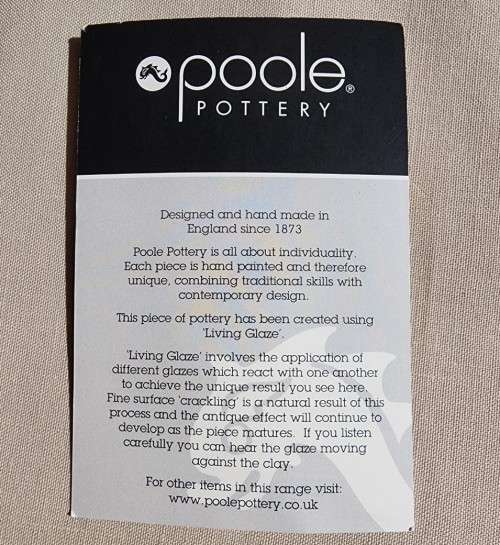 poole®
POTTERY
Designed and hand made in
England since 1873
Poole Pottery is all about individuality.
Each piece is hand painted and therefore
unique, combining traditional skills with
contemporary design.
This piece of pottery has been created using
'Living Glaze'.
'Living Glaze' involves the application of
different glazes which react with one another
to achieve the unique result you see here.
Fine surface 'crackling' is a natural result of this
process and the antique effect will continue to
develop as the piece matures. If you listen
carefully you can hear the glaze moving
against the clay.
For other items in this range visit:
www.poolepottery.co.uk